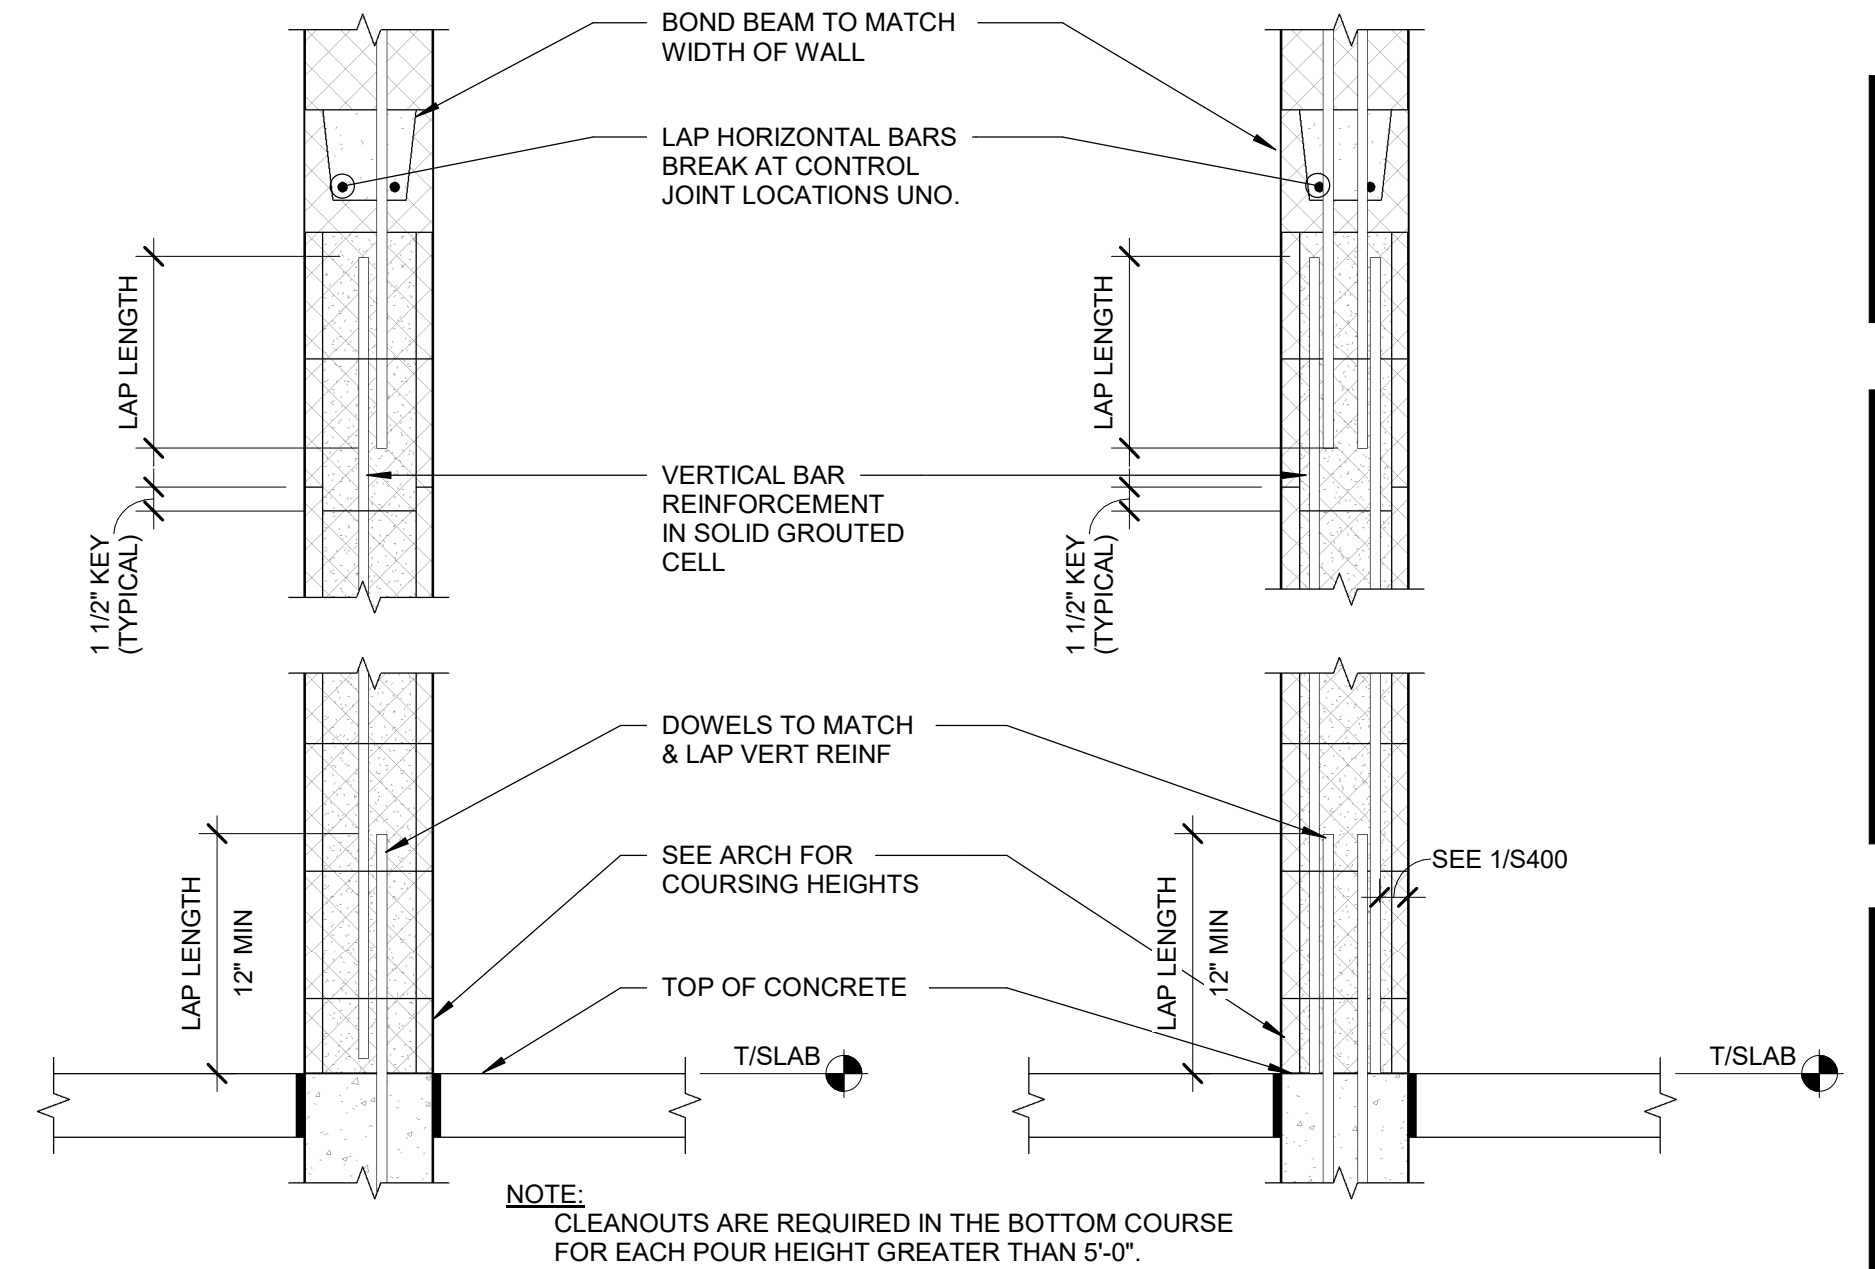 BOND BEAM TO MATCH
WIDTH OF WALL
LAP HORIZONTAL BARS
BREAK AT CONTROL
JOINT LOCATIONS UNO.
LAP LENGTH
LAP LENGTH
VERTICAL BAR
REINFORCEMENT
IN SOLID GROUTED
CELL
1 1/2" KEY
(TYPICAL)
1 1/2" KEY
(TYPICAL)
DOWELS TO MATCH
& LAP VERT REINF
SEE ARCH FOR
COURSING HEIGHTS
SEE 1/S400
LAP LENGTH
12" MIN
LAP LENGTH
12" MIN
TOP OF CONCRETE
T/SLAB
T/SLAB
NOTE:
CLEANOUTS ARE REQUIRED IN THE BOTTOM COURSE
FOR EACH POUR HEIGHT GREATER THAN 5'-0".